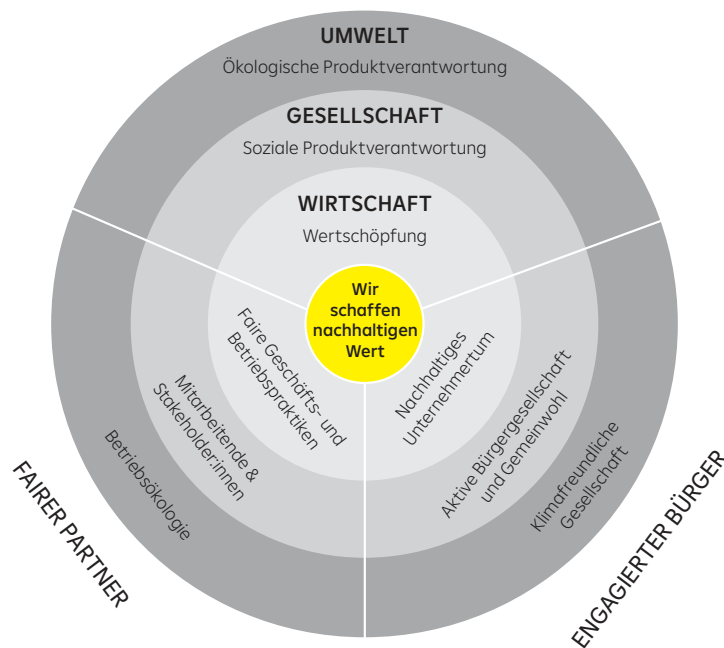 UMWELT
Ökologische Produktverantwortung
GESELLSCHAFT
Soziale Produktverantwortung
WIRTSCHAFT
Wertschöpfung
Wir
schaffen
nachhaltigen
Wert
Faire Geschäfts- und
Betriebspraktiken
Mitarbeitende &
Stakeholder:innen
Betriebsökologie
FAIRER PARTNER
Nachhaltiges
Unternehmertum
Aktive Bürgergesellschaft
und Gemeinwohl
Klimafreundliche
Gesellschaft
ENGAGIERTER BÜRGER